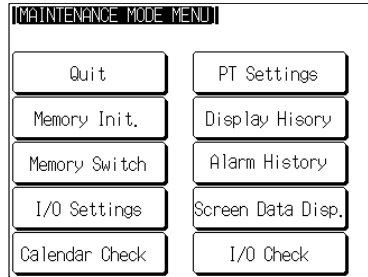 [MAINTENANCE MODE MENU]
Quit
PT Settings
Memory Init.
Display Hisory
Memory Switch
Alarm History
I/O Settings
Screen Data Disp.
Calendar Check
I/O Check